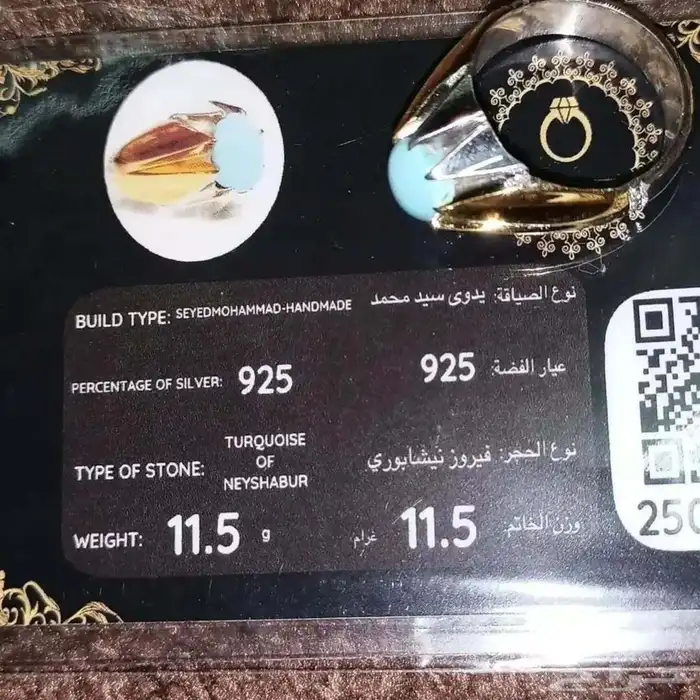 BUILD TYPE: SEYEDMOHAMMAD-HANDMADE
نوع الصياقة: يدوى سيد محمد
PERCENTAGE OF SILVER: 925
عيار الفضة: 925
TYPE OF STONE: TURQUOISE
OF
NEYSHABUR
نوع الحجر: فيروز نيشابوري
WEIGHT: 11.5 g
وزن الخاتم 11.5 غرام
250